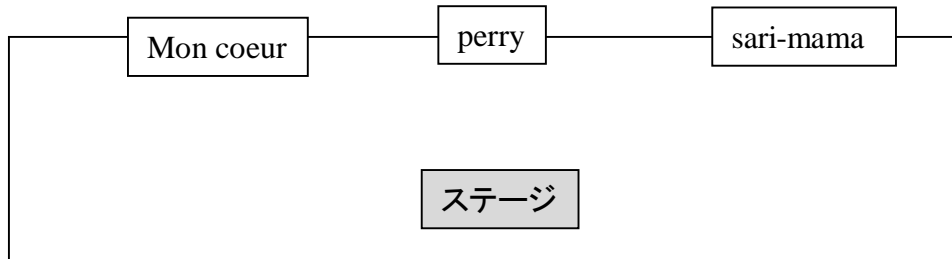 Mon coeur
perry
sari-mama
ステージ